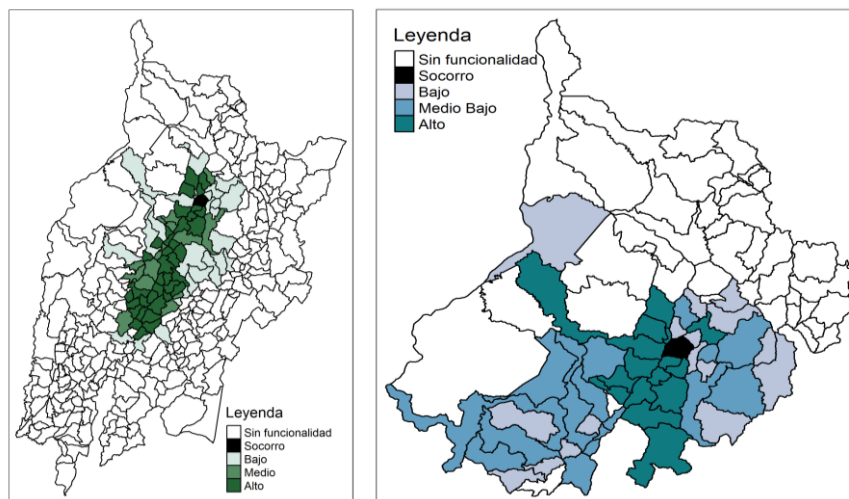 Leyenda
Sin funcionalidad
Socorro
Bajo
Medio
Alto
Leyenda
Sin funcionalidad
Socorro
Bajo
Medio Bajo
Alto